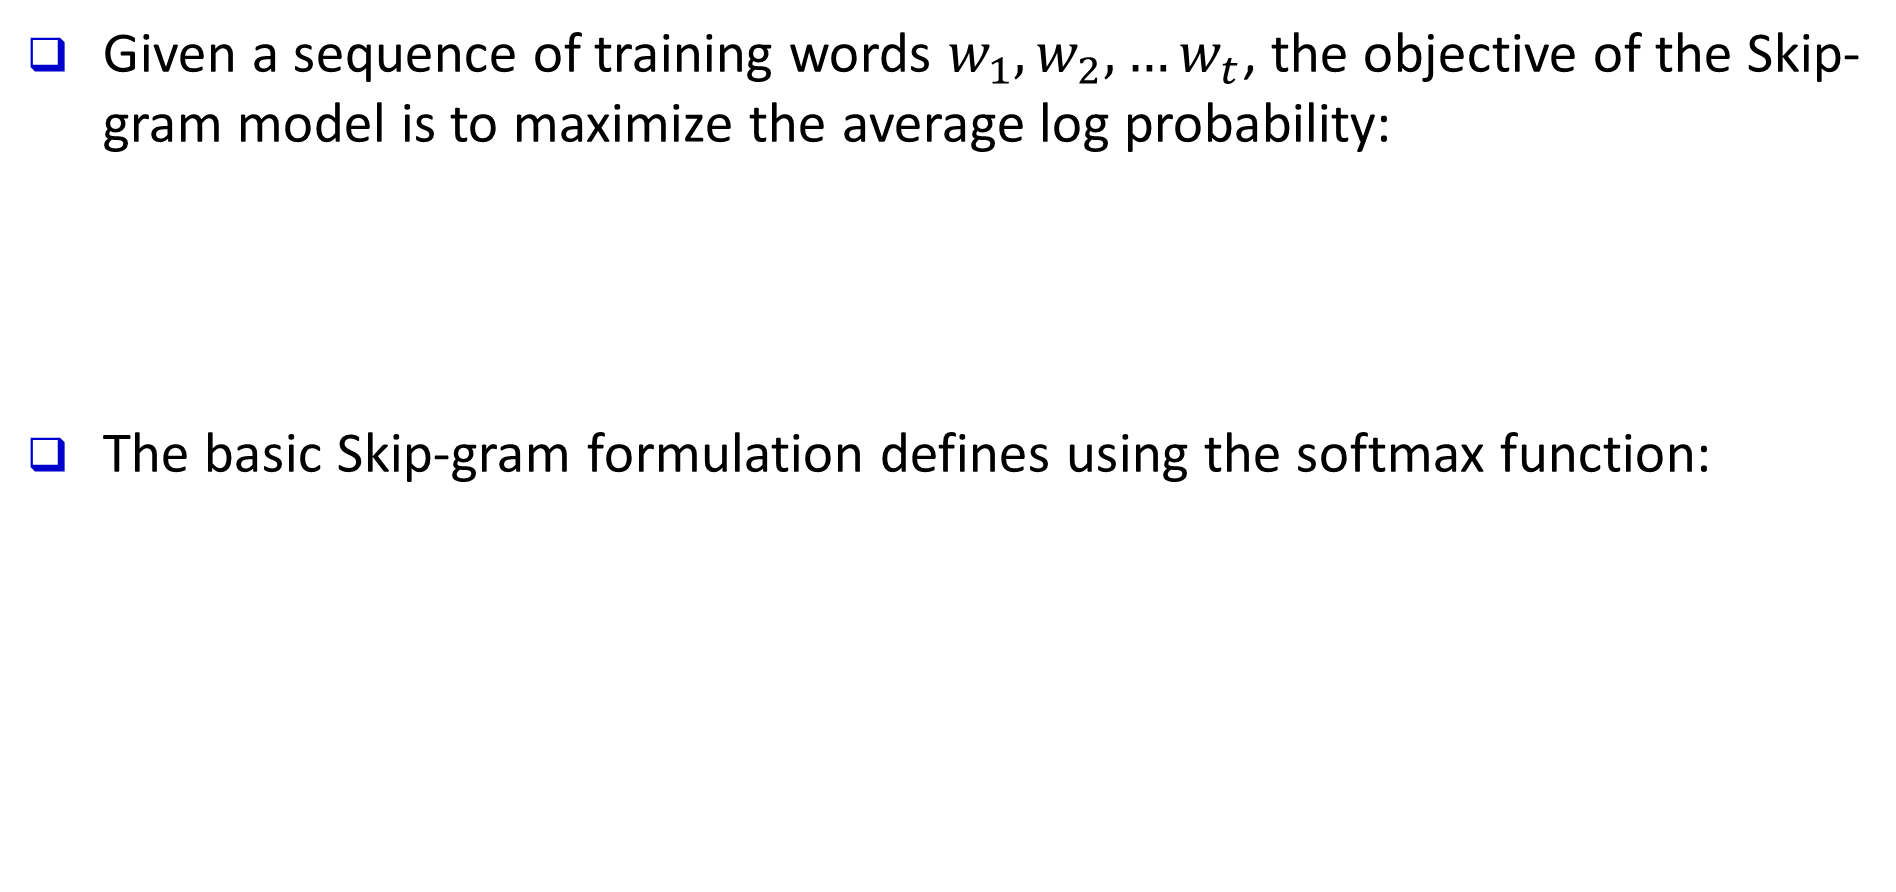 ❑ Given a sequence of training words w₁, w₂, … wₜ, the objective of the Skip-
gram model is to maximize the average log probability:
❑ The basic Skip-gram formulation defines using the softmax function: